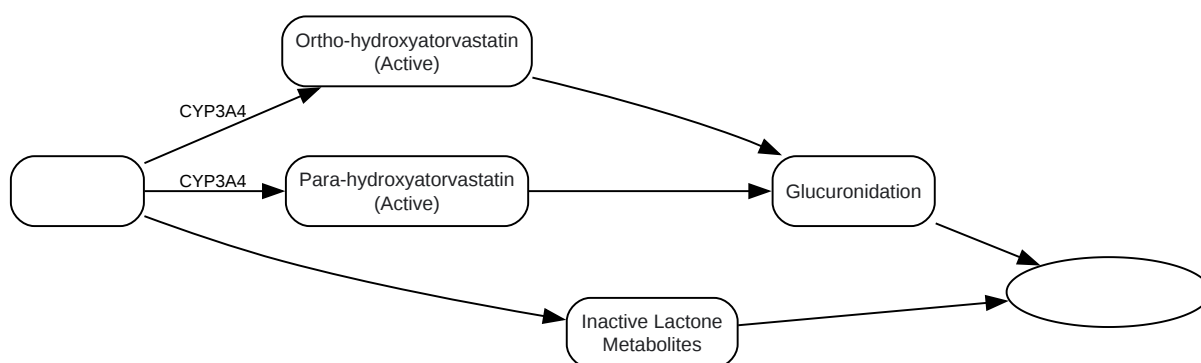 Ortho-hydroxyatorvastatin
(Active)
CYP3A4
CYP3A4
Para-hydroxyatorvastatin
(Active)
Glucuronidation
Inactive Lactone
Metabolites